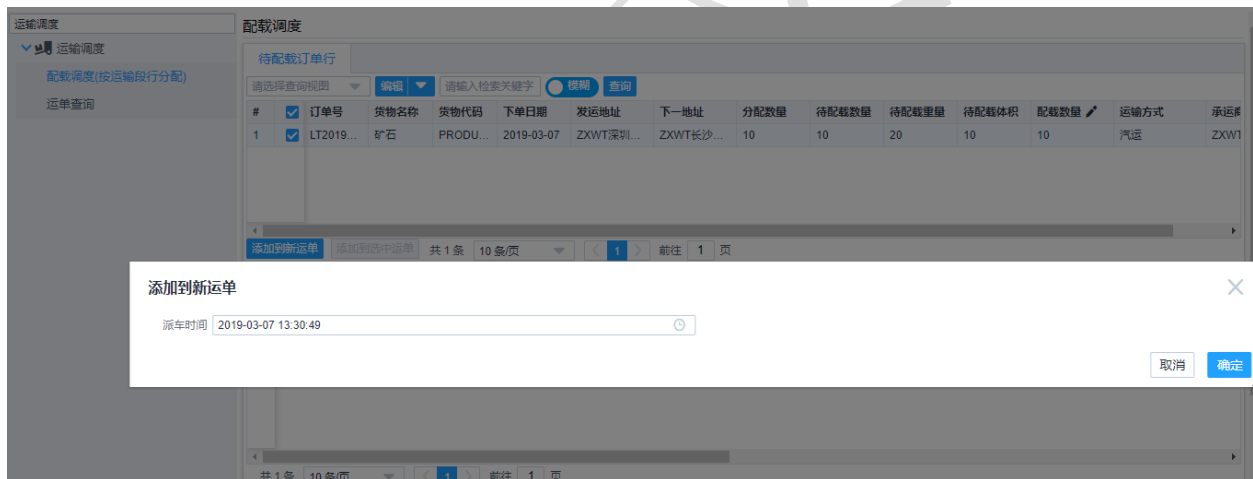 运输调度
运输调度
配载调度(按运输段行分配)
运单查询
配载调度
待配载订单行
请选择查询视图 编辑 请输入检索关键字 模糊 查询
# 订单号 货物名称 货物代码 下单日期 发运地址 下一地址 分配数量 待配载数量 待配载重量 待配载体积 配载数量 运输方式 承运商
1 LT2019... 矿石 PRODU... 2019-03-07 ZXWT深圳... ZXWT长沙... 10 10 20 10 10 汽运 ZXWT
添加到新运单 添加到选中运单 共 1 条 10 条/页 1 前往 1 页
添加到新运单
派车时间 2019-03-07 13:30:49
取消 确定
共 1 条 10 条/页 1 前往 1 页